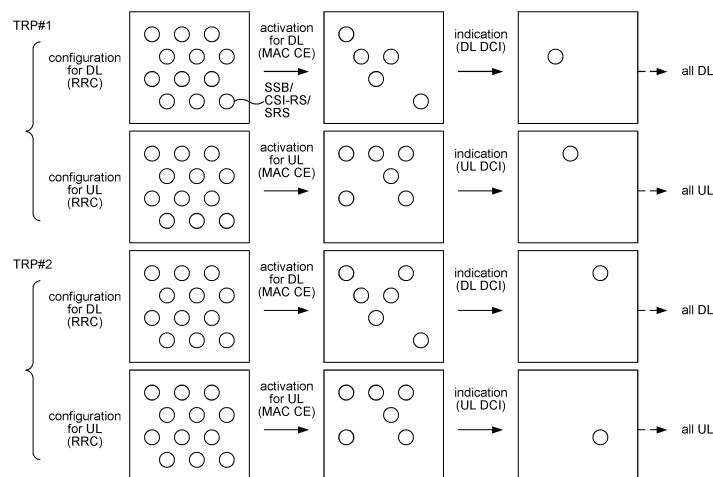 TRP#1
configuration
for DL
(RRC)
activation
for DL
(MAC CE)
SSB/
CSI-RS/
SRS
indication
(DL DCI)
all DL
configuration
for UL
(RRC)
activation
for UL
(MAC CE)
indication
(UL DCI)
all UL
TRP#2
configuration
for DL
(RRC)
activation
for DL
(MAC CE)
indication
(DL DCI)
all DL
configuration
for UL
(RRC)
activation
for UL
(MAC CE)
indication
(UL DCI)
all UL